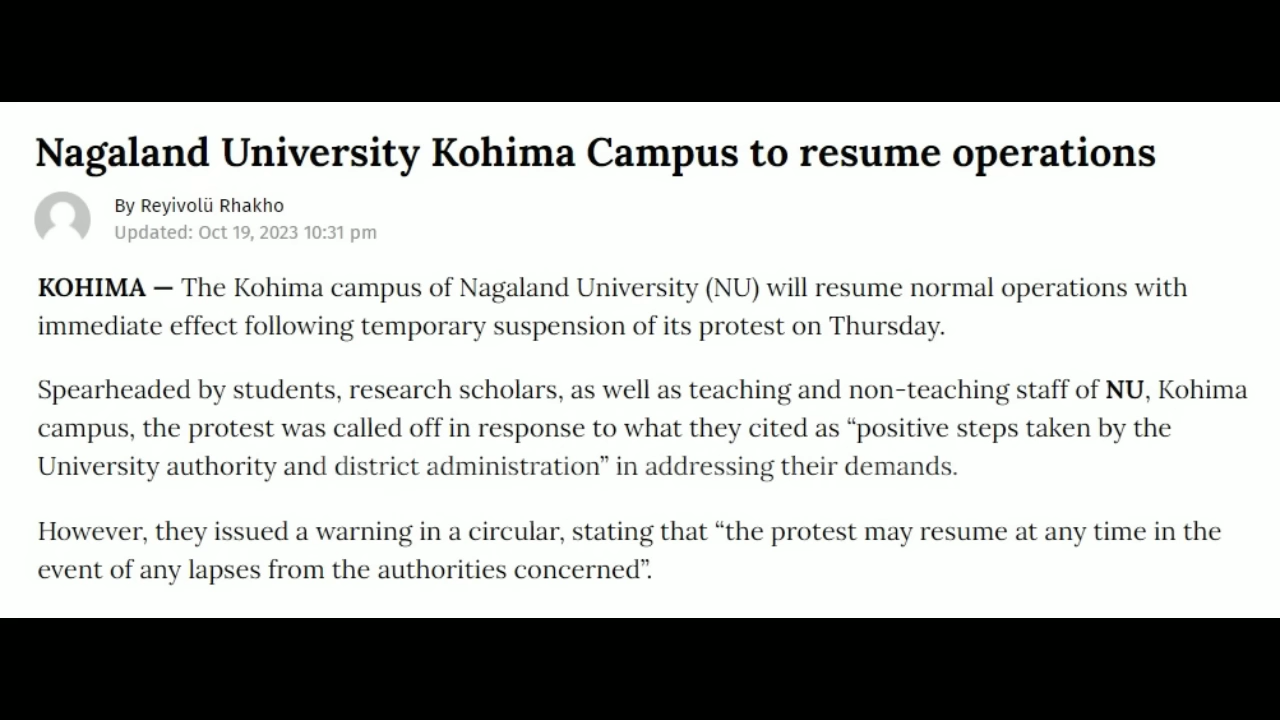 Nagaland University Kohima Campus to resume operations
By Reyivolü Rhakho
Updated: Oct 19, 2023 10:31 pm
KOHIMA — The Kohima campus of Nagaland University (NU) will resume normal operations with
immediate effect following temporary suspension of its protest on Thursday.
Spearheaded by students, research scholars, as well as teaching and non-teaching staff of NU, Kohima
campus, the protest was called off in response to what they cited as “positive steps taken by the
University authority and district administration” in addressing their demands.
However, they issued a warning in a circular, stating that “the protest may resume at any time in the
event of any lapses from the authorities concerned”.